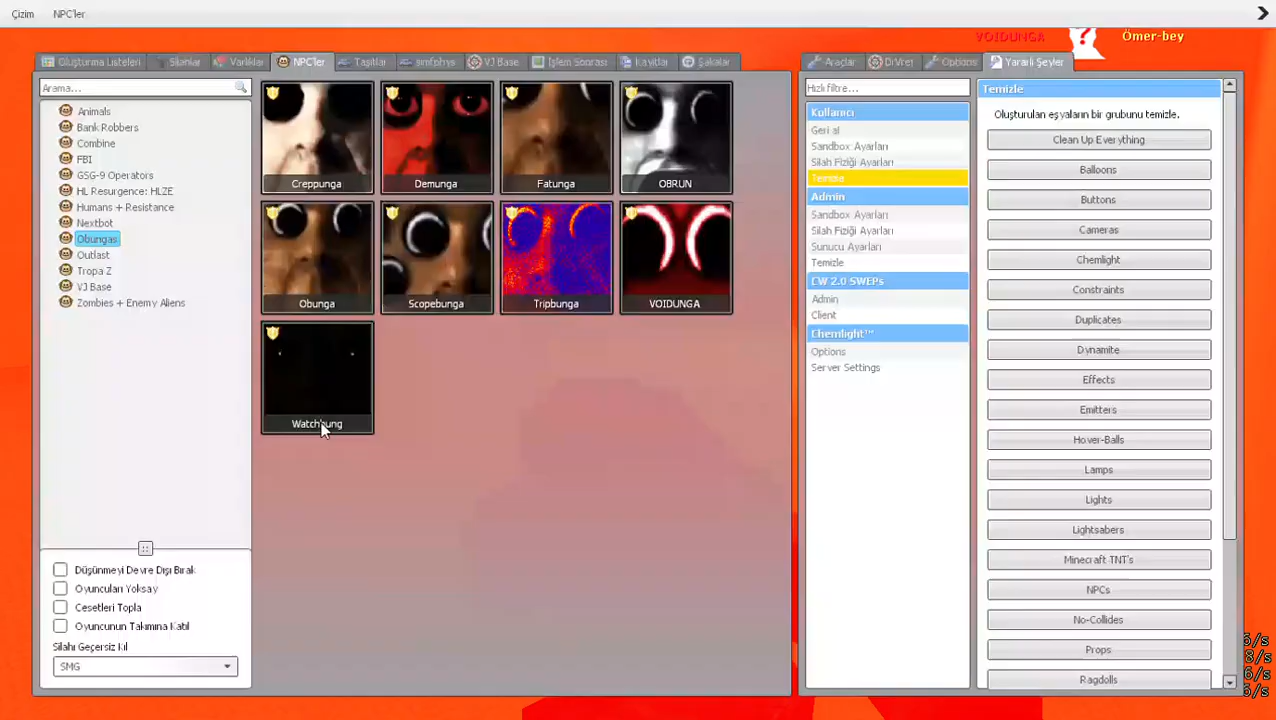 Çizim NPC'ler
VOIDUNGA Ömer-bey
Oluşturma Listeleri Silahlar Varlıklar NPC'ler Taşıtlar simfphys VJ Base İşlem Sonrası Kayıtlar Şakalar
Araçlar DrVrej Options Yararlı Şeyler
Arama...
Animals
Bank Robbers
Combine
FBI
GSG-9 Operators
HL Resurgence: HLZE
Humans + Resistance
Nextbot
Obungas
Outlast
Tropa Z
VJ Base
Zombies + Enemy Aliens
Düşünmeyi Devre Dışı Bırak
Oyuncuları Yoksay
Cesetleri Topla
Oyuncunun Takımına Katıl
Silahı Geçersiz Kıl
SMG
Creppunga Demunga Fatunga OBRUN
Obunga Scopebunga Tripbunga VOIDUNGA
Watchbung
Hızlı filtre...
Kullanıcı
Geri al
Sandbox Ayarları
Silah Fiziği Ayarları
Temizle
Admin
Sandbox Ayarları
Silah Fiziği Ayarları
Sunucu Ayarları
Temizle
CW 2.0 SWEPs
Admin
Client
Chemlight™
Options
Server Settings
Temizle
Oluşturulan eşyaların bir grubunu temizle.
Clean Up Everything
Balloons
Buttons
Cameras
Chemlight
Constraints
Duplicates
Dynamite
Effects
Emitters
Hover-Balls
Lamps
Lights
Lightsabers
Minecraft TNT's
NPCs
No-Collides
Props
Ragdolls